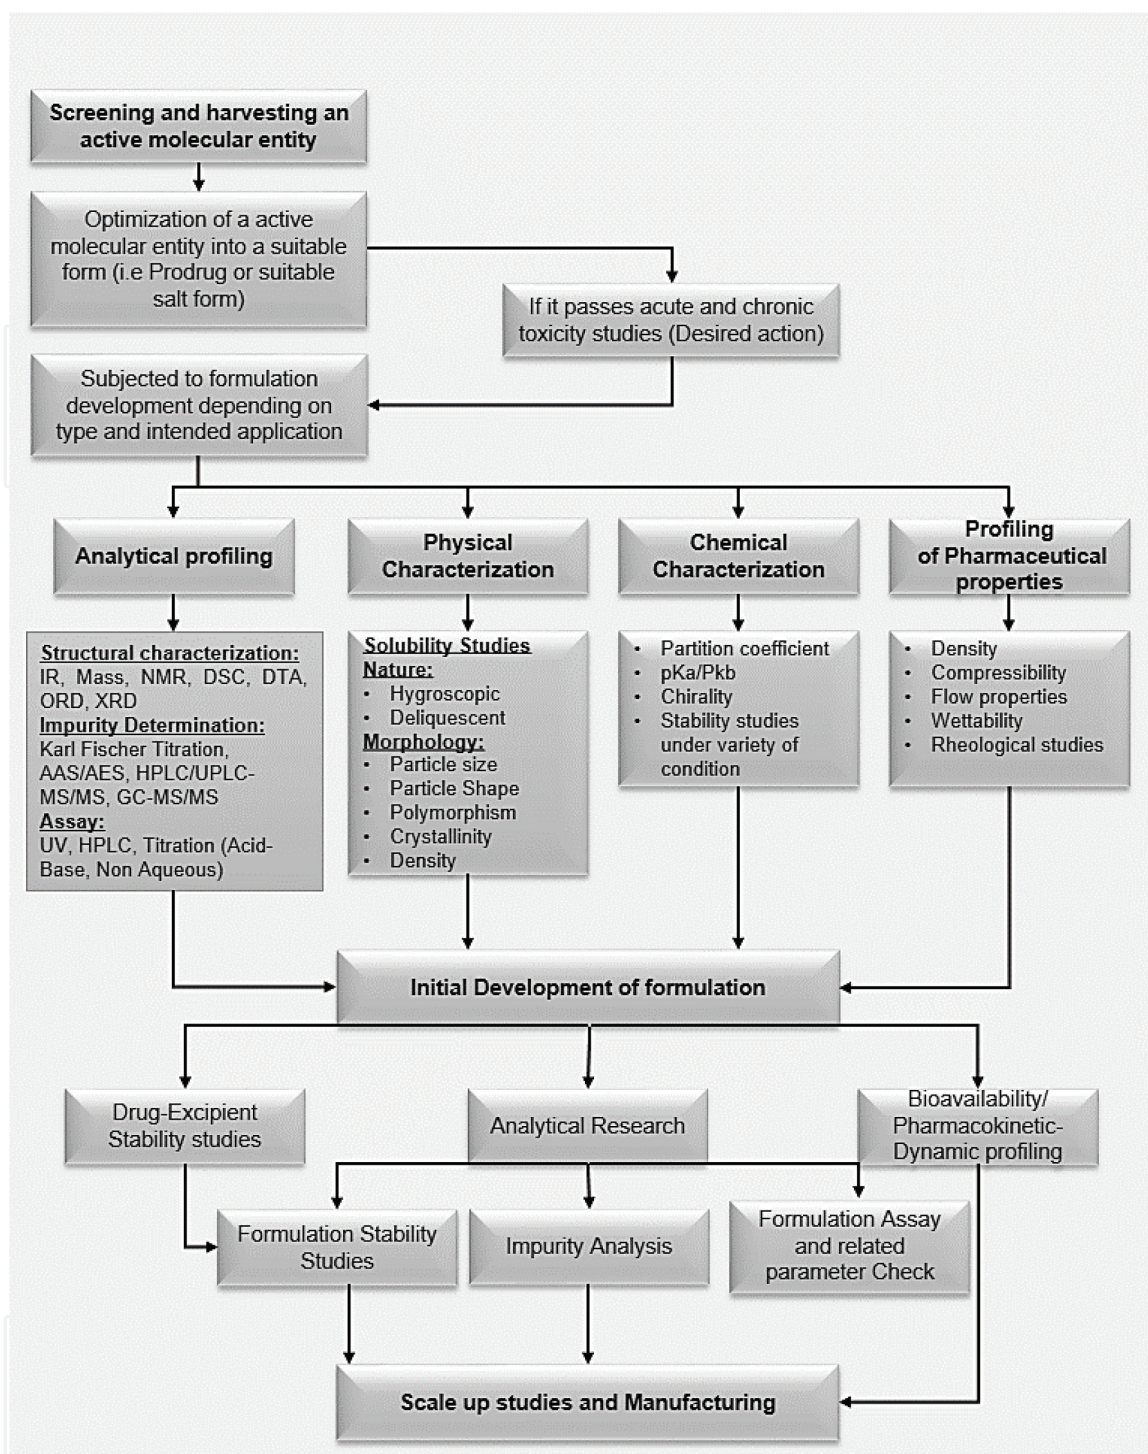 Screening and harvesting an
active molecular entity
Optimization of a active
molecular entity into a suitable
form (i.e Prodrug or suitable
salt form)
If it passes acute and chronic
toxicity studies (Desired action)
Subjected to formulation
development depending on
type and intended application
Analytical profiling
Physical
Characterization
Chemical
Characterization
Profiling
of Pharmaceutical
properties
Structural characterization:
IR, Mass, NMR, DSC, DTA,
ORD, XRD
Impurity Determination:
Karl Fischer Titration,
AAS/AES, HPLC/UPLC-
MS/MS, GC-MS/MS
Assay:
UV, HPLC, Titration (Acid-
Base, Non Aqueous)
Solubility Studies
Nature:
• Hygroscopic
• Deliquescent
Morphology:
• Particle size
• Particle Shape
• Polymorphism
• Crystallinity
• Density
• Partition coefficient
• pKa/Pkb
• Chirality
• Stability studies
under variety of
condition
• Density
• Compressibility
• Flow properties
• Wettability
• Rheological studies
Initial Development of formulation
Drug-Excipient
Stability studies
Analytical Research
Bioavailability/
Pharmacokinetic-
Dynamic profiling
Formulation Stability
Studies
Impurity Analysis
Formulation Assay
and related
parameter Check
Scale up studies and Manufacturing